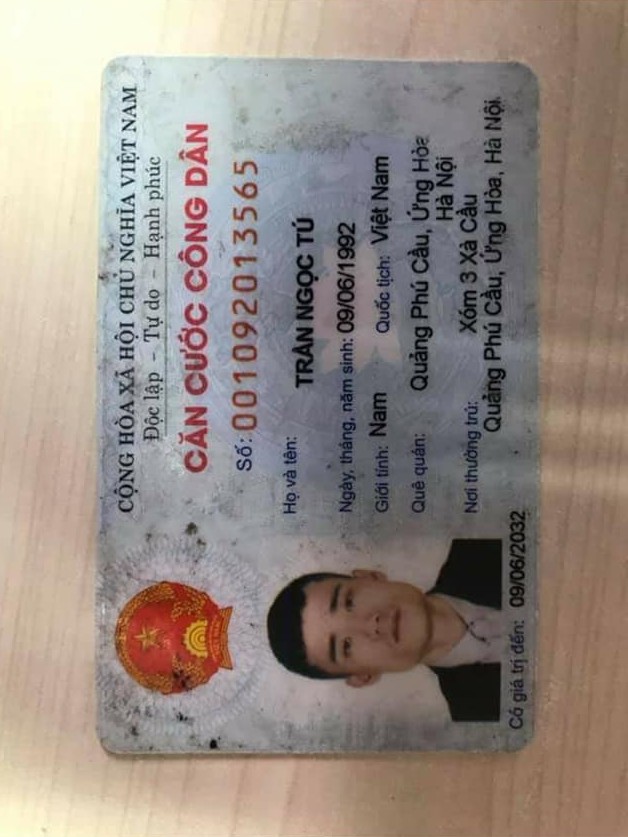 CỘNG HÒA XÃ HỘI CHỦ NGHĨA VIỆT NAM
Độc lập - Tự do - Hạnh phúc
CĂN CƯỚC CÔNG DÂN
Số: 001092013565
Họ và tên:
TRẦN NGỌC TÚ
Ngày, tháng, năm sinh: 09/06/1992
Giới tính: Nam Quốc tịch: Việt Nam
Quê quán: Quảng Phú Cầu, Ứng Hòa
Hà Nội
Nơi thường trú: Xóm 3 Xà Cầu
Quảng Phú Cầu, Ứng Hòa, Hà Nội
Có giá trị đến: 09/06/2032
VIỆT NAM